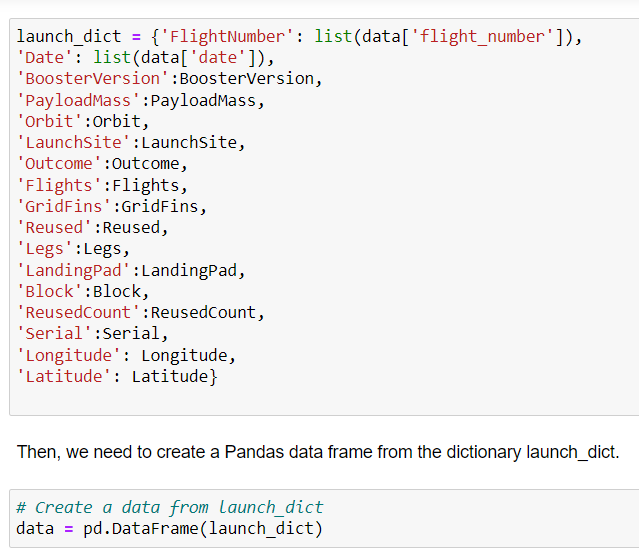 launch_dict = {'FlightNumber': list(data['flight_number']),
'Date': list(data['date']),
'BoosterVersion':BoosterVersion,
'PayloadMass':PayloadMass,
'Orbit':Orbit,
'LaunchSite':LaunchSite,
'Outcome':Outcome,
'Flights':Flights,
'GridFins':GridFins,
'Reused':Reused,
'Legs':Legs,
'LandingPad':LandingPad,
'Block':Block,
'ReusedCount':ReusedCount,
'Serial':Serial,
'Longitude': Longitude,
'Latitude': Latitude}
Then, we need to create a Pandas data frame from the dictionary launch_dict.
# Create a data from launch_dict
data = pd.DataFrame(launch_dict)